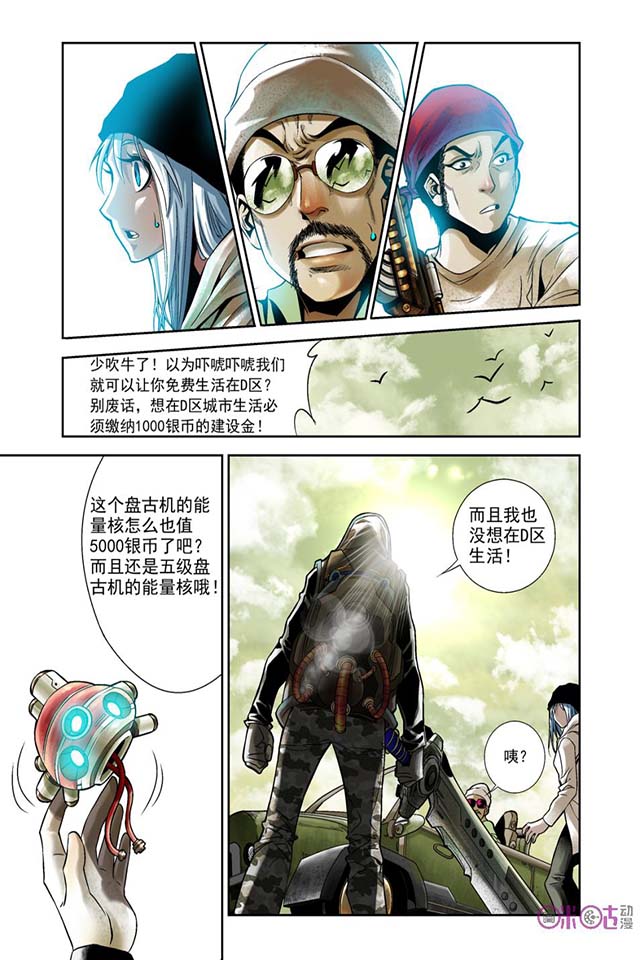 少吹牛了！以为吓唬吓唬我们
就可以让你免费生活在D区？
别废话，想在D区城市生活必
须缴纳1000银币的建设金！
这个盘古机的能
量核怎么也值
5000银币了吧？
而且还是五级盘
古机的能量核哦！
而且我也
没想在D区
生活！
咦？
咪咕动漫